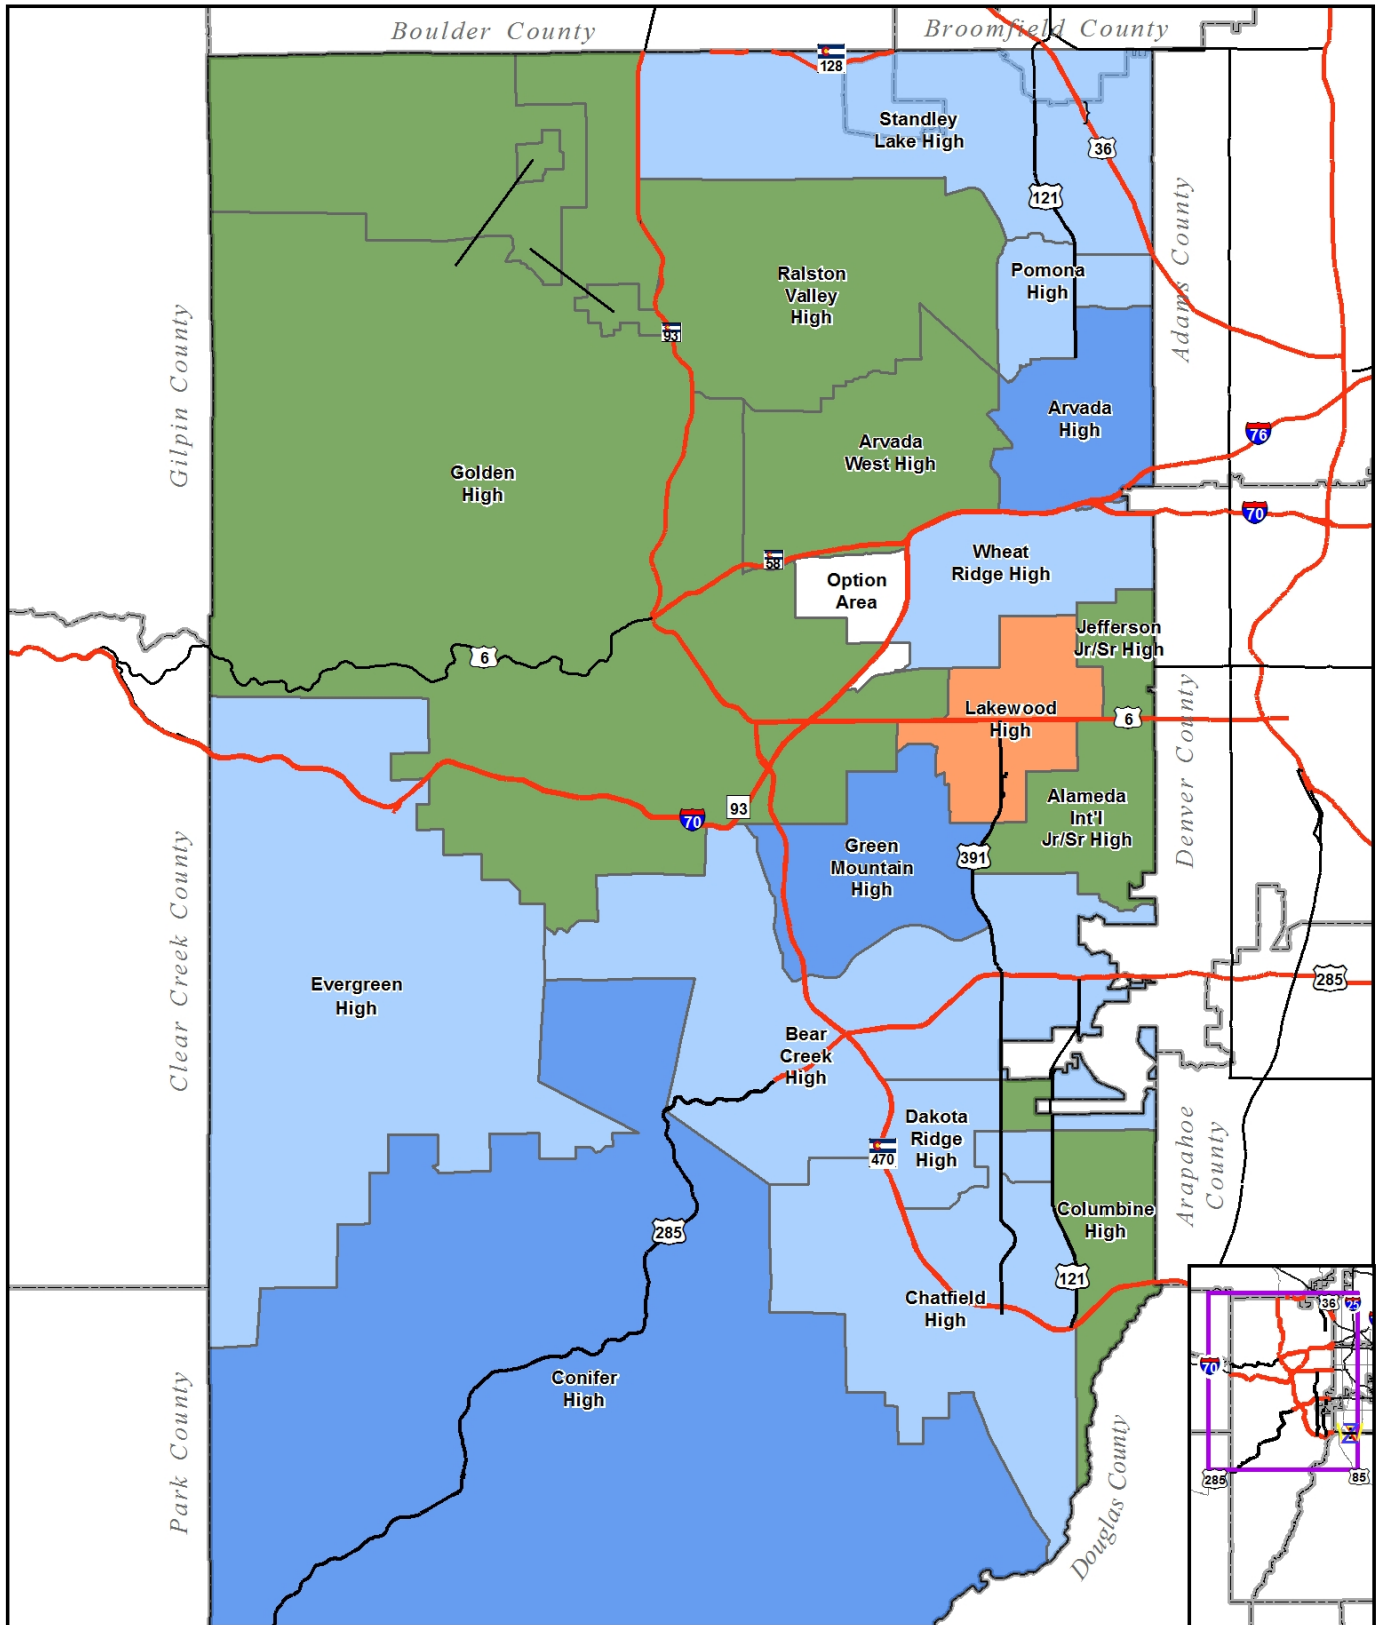 Boulder County
Broomfield County
128
Standley
Lake High
36
121
Adams County
Ralston
Valley
High
Pomona
High
Gilpin County
93
Arvada
High
Arvada
West High
76
Golden
High
70
58
Wheat
Ridge High
Option
Area
Jefferson
Jr/Sr High
6
Lakewood
High
6
Denver County
93
70
Alameda
Int'l
Jr/Sr High
Green
Mountain
High
391
Clear Creek County
Evergreen
High
285
Bear
Creek
High
Dakota
Ridge
High
470
Arapahoe
County
Columbine
High
285
121
Chatfield
High
Conifer
High
Park County
Douglas County
36
25
70
285
85